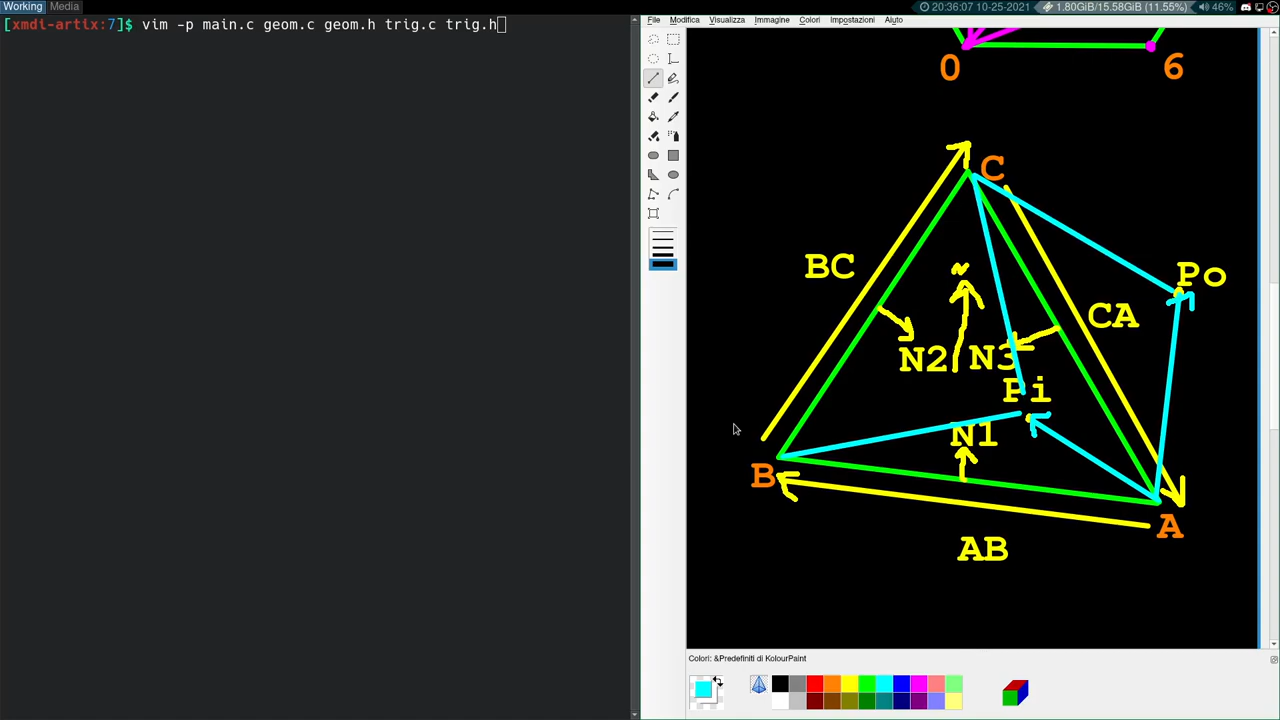 Working Media
20:36:07 10-25-2021 1.80GiB/15.58GiB (11.55%) 46%
[xmdl-artix:7]$ vim -p main.c geom.c geom.h trig.c trig.h
File Modifica Visualizza Immagine Colori Impostazioni Aiuto
0 6
C
BC
Po
CA
N2 N3
Pi
N1
B
A
AB
Colori: &Predefiniti di KolourPaint